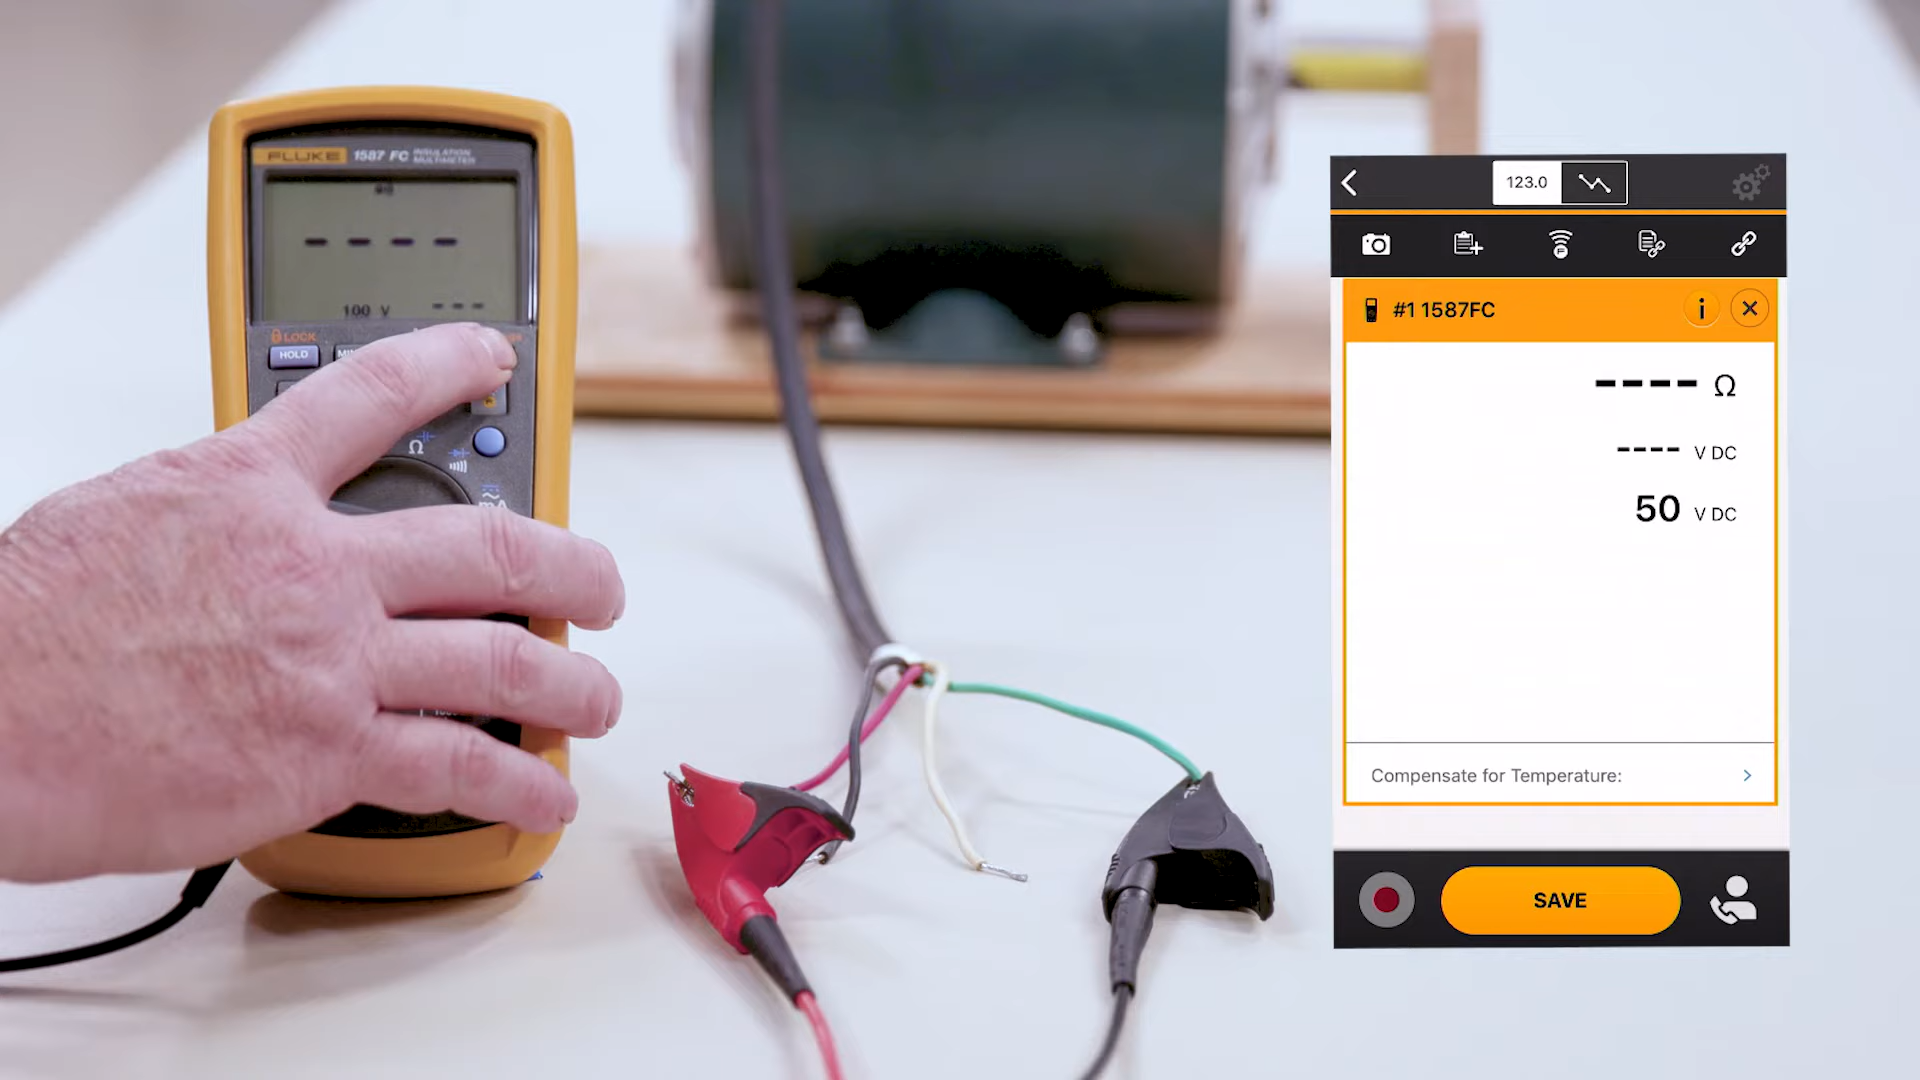 FLUKE 1587 FC INSULATION MULTIMETER
- - - -
100 V - - -
LOCK
HOLD
Ω
123.0
#1 1587FC
---- Ω
---- V DC
50 V DC
Compensate for Temperature:
SAVE